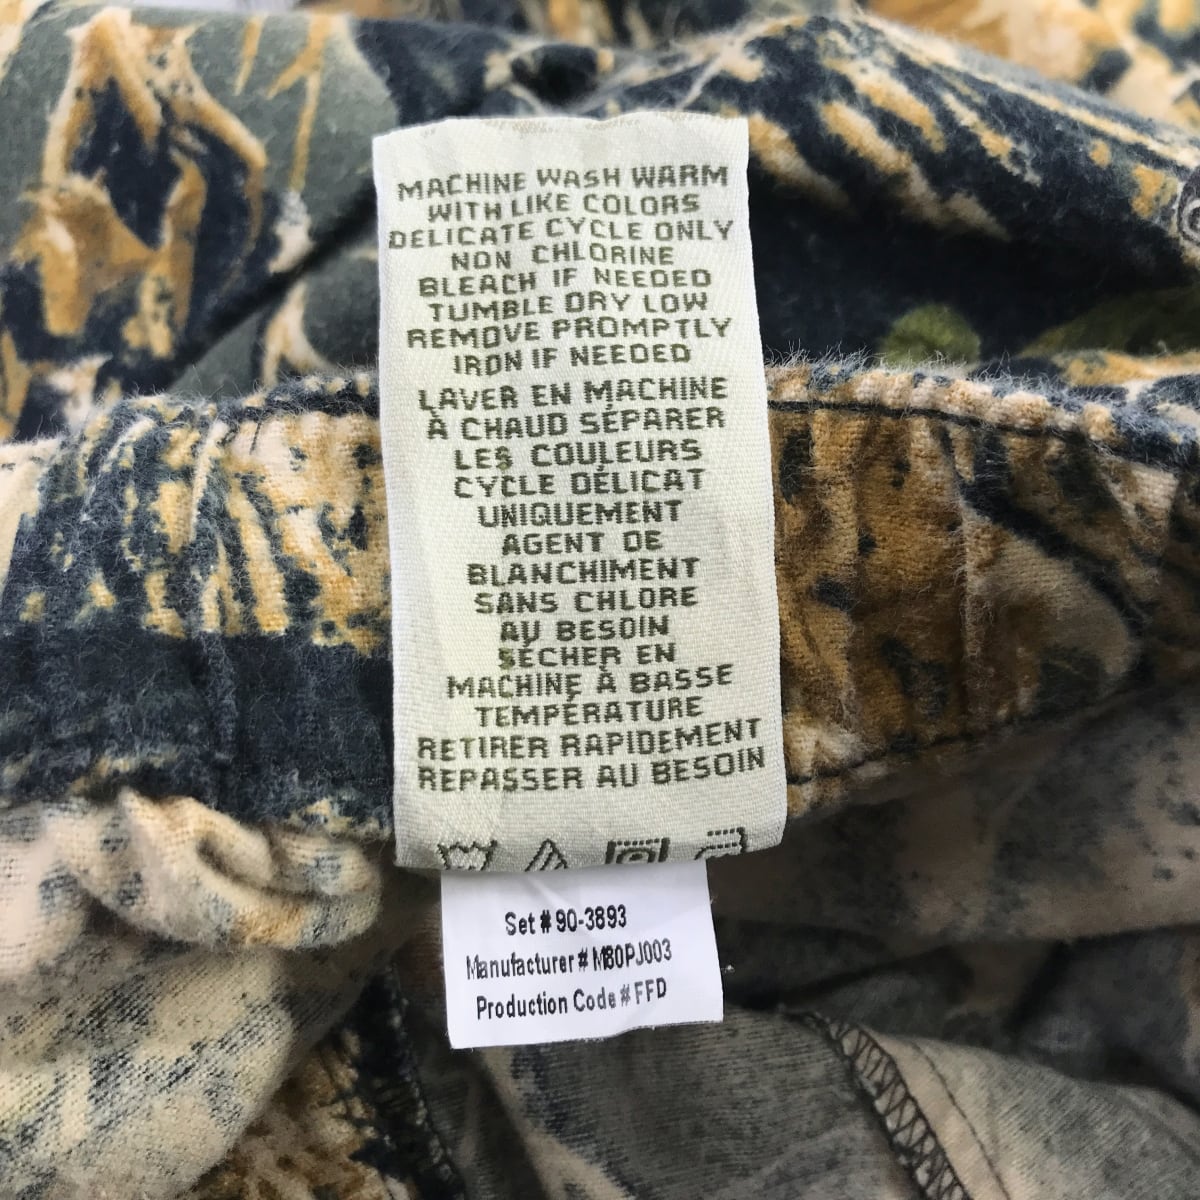 MACHINE WASH WARM
WITH LIKE COLORS
DELICATE CYCLE ONLY
NON CHLORINE
BLEACH IF NEEDED
TUMBLE DRY LOW
REMOVE PROMPTLY
IRON IF NEEDED
LAVER EN MACHINE
À CHAUD SÉPARER
LES COULEURS
CYCLE DÉLICAT
UNIQUEMENT
AGENT DE
BLANCHIMENT
SANS CHLORE
AU BESOIN
SÉCHER EN
MACHINE À BASSE
TEMPÉRATURE
RETIRER RAPIDEMENT
REPASSER AU BESOIN
Set # 90-3893
Manufacturer # M80PJ003
Production Code # FFD